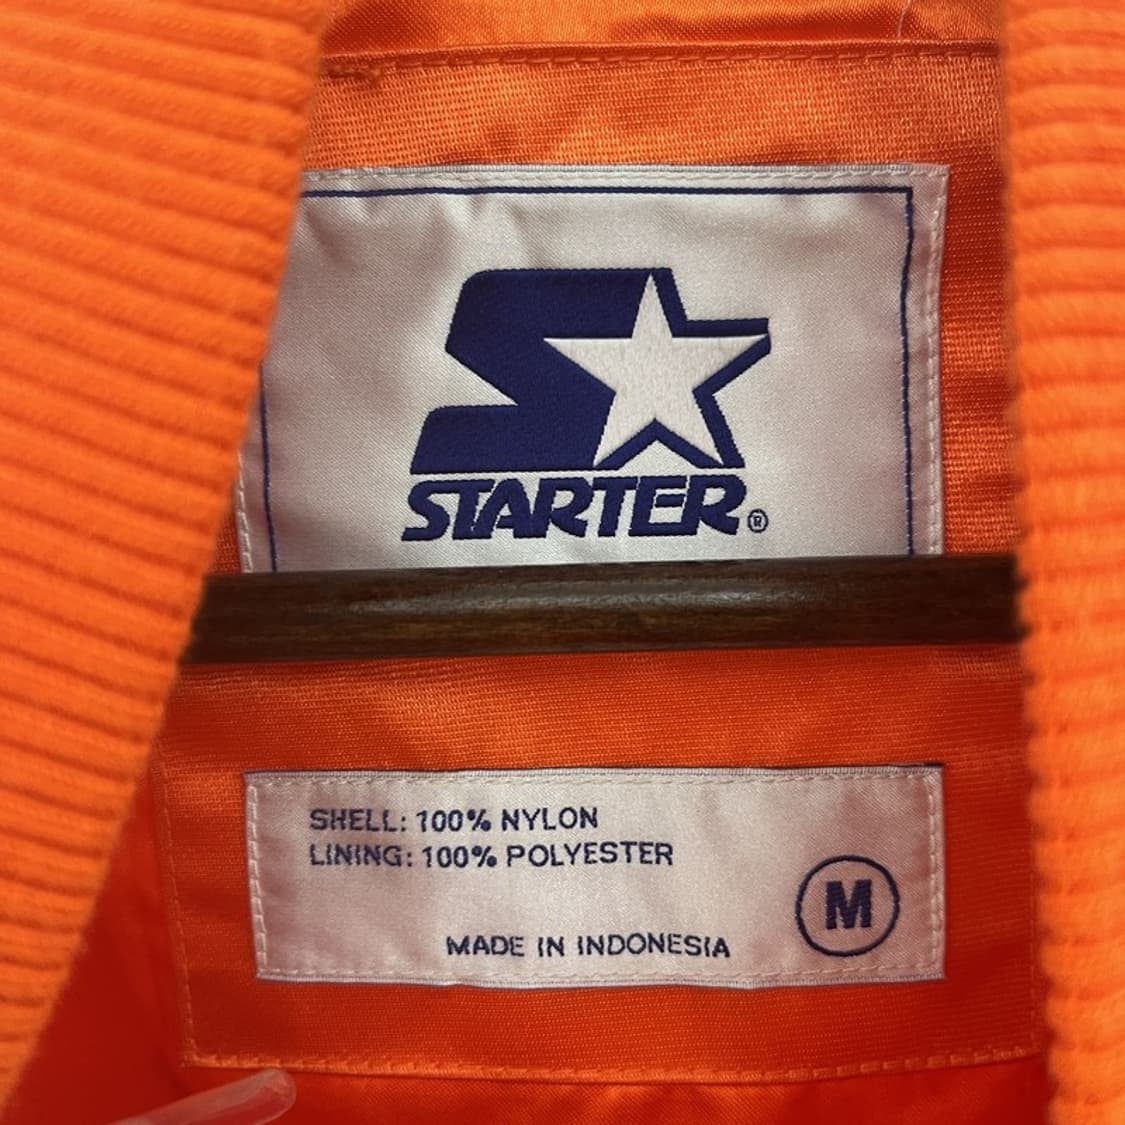 STARTER®
SHELL: 100% NYLON
LINING: 100% POLYESTER
M
MADE IN INDONESIA